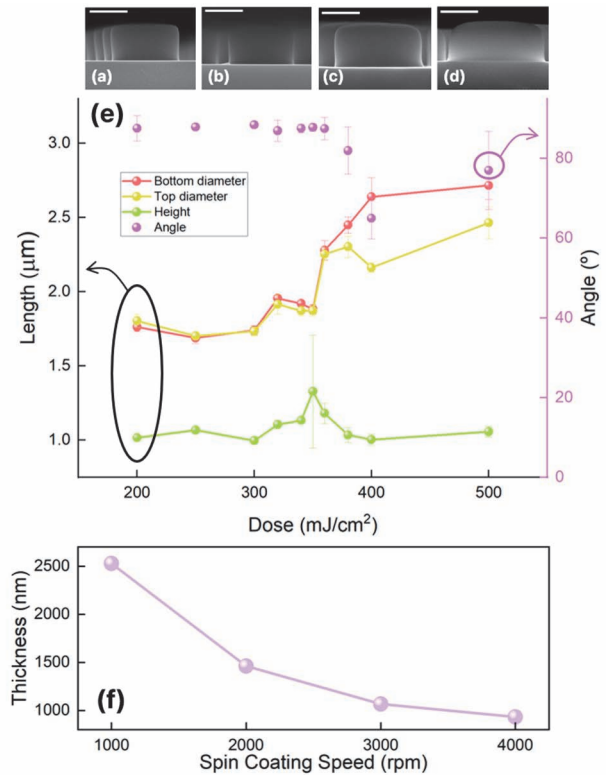 (a)
(b)
(c)
(d)
(e)
3.0
2.5
2.0
1.5
1.0
Length (μm)
Bottom diameter
Top diameter
Height
Angle
80
60
40
20
0
Angle (º)
200
300
400
500
Dose (mJ/cm²)
2500
2000
1500
1000
Thickness (nm)
(f)
1000
2000
3000
4000
Spin Coating Speed (rpm)